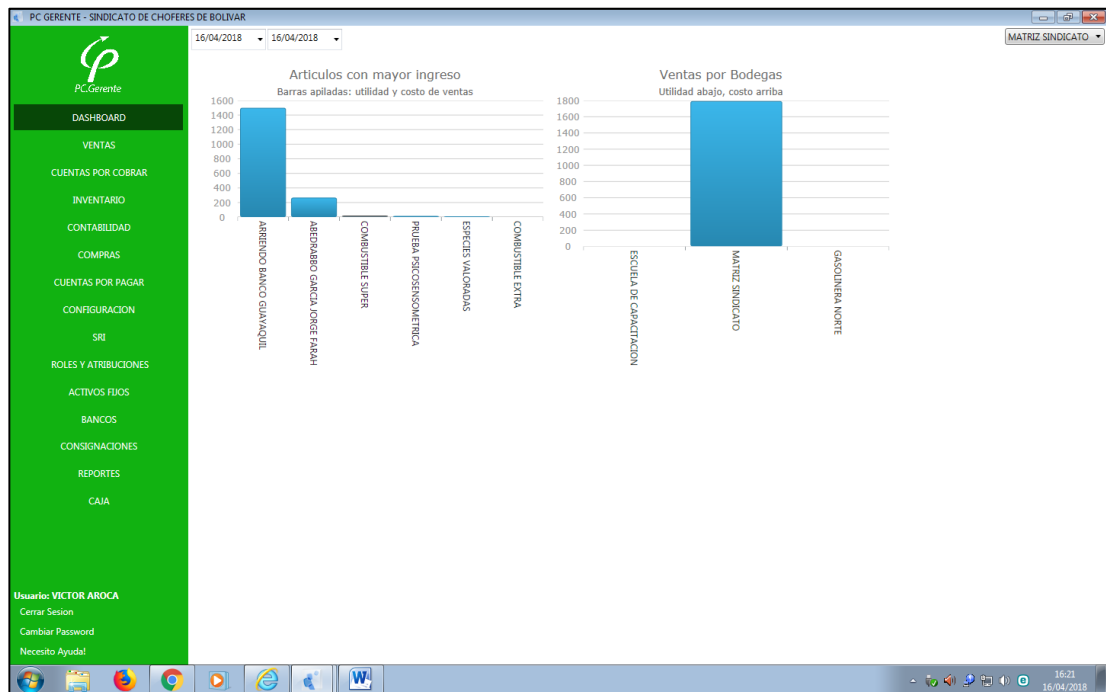 PC GERENTE - SINDICATO DE CHOFERES DE BOLIVAR
16/04/2018 16/04/2018
MATRIZ SINDICATO
PC.Gerente
DASHBOARD
VENTAS
CUENTAS POR COBRAR
INVENTARIO
CONTABILIDAD
COMPRAS
CUENTAS POR PAGAR
CONFIGURACION
SRI
ROLES Y ATRIBUCIONES
ACTIVOS FIJOS
BANCOS
CONSIGNACIONES
REPORTES
CAJA
Usuario: VICTOR AROCA
Cerrar Sesion
Cambiar Password
Necesito Ayuda!
Articulos con mayor ingreso
Barras apiladas: utilidad y costo de ventas
1600
1400
1200
1000
800
600
400
200
0
ARRIENDO BANCO GUAYAQUIL
ABEDRABBO GARCIA JORGE FARAH
COMBUSTIBLE SUPER
PRUEBA PSICOSENSOMETRICA
ESPECIES VALORADAS
COMBUSTIBLE EXTRA
Ventas por Bodegas
Utilidad abajo, costo arriba
1800
1600
1400
1200
1000
800
600
400
200
0
ESCUELA DE CAPACITACION
MATRIZ SINDICATO
GASOLINERA NORTE
16:21
16/04/2018